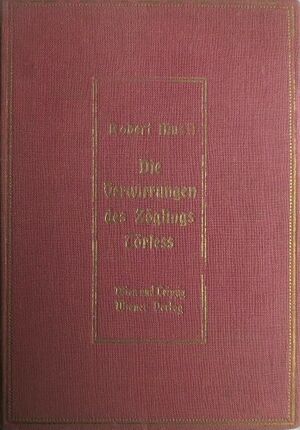 Robert Musil
Die
Verwirrungen
des Zöglings
Törless
Wien und Leipzig
Wiener Verlag